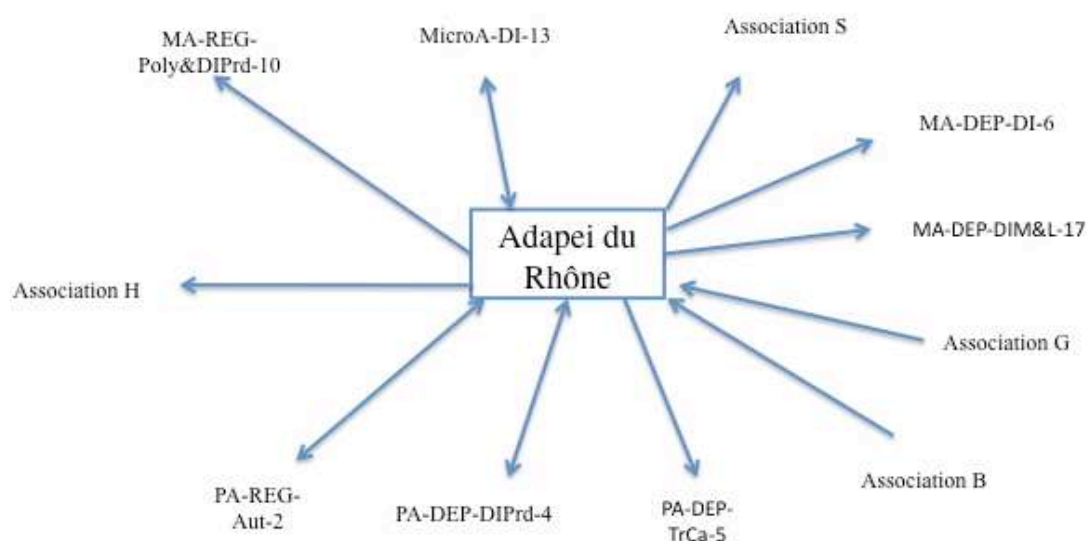 MA-REG-
Poly&DIPrd-10
MicroA-DI-13
Association S
MA-DEP-DI-6
MA-DEP-DIM&L-17
Adapei du
Rhône
Association H
Association G
Association B
PA-REG-
Aut-2
PA-DEP-DIPrd-4
PA-DEP-
TrCa-5